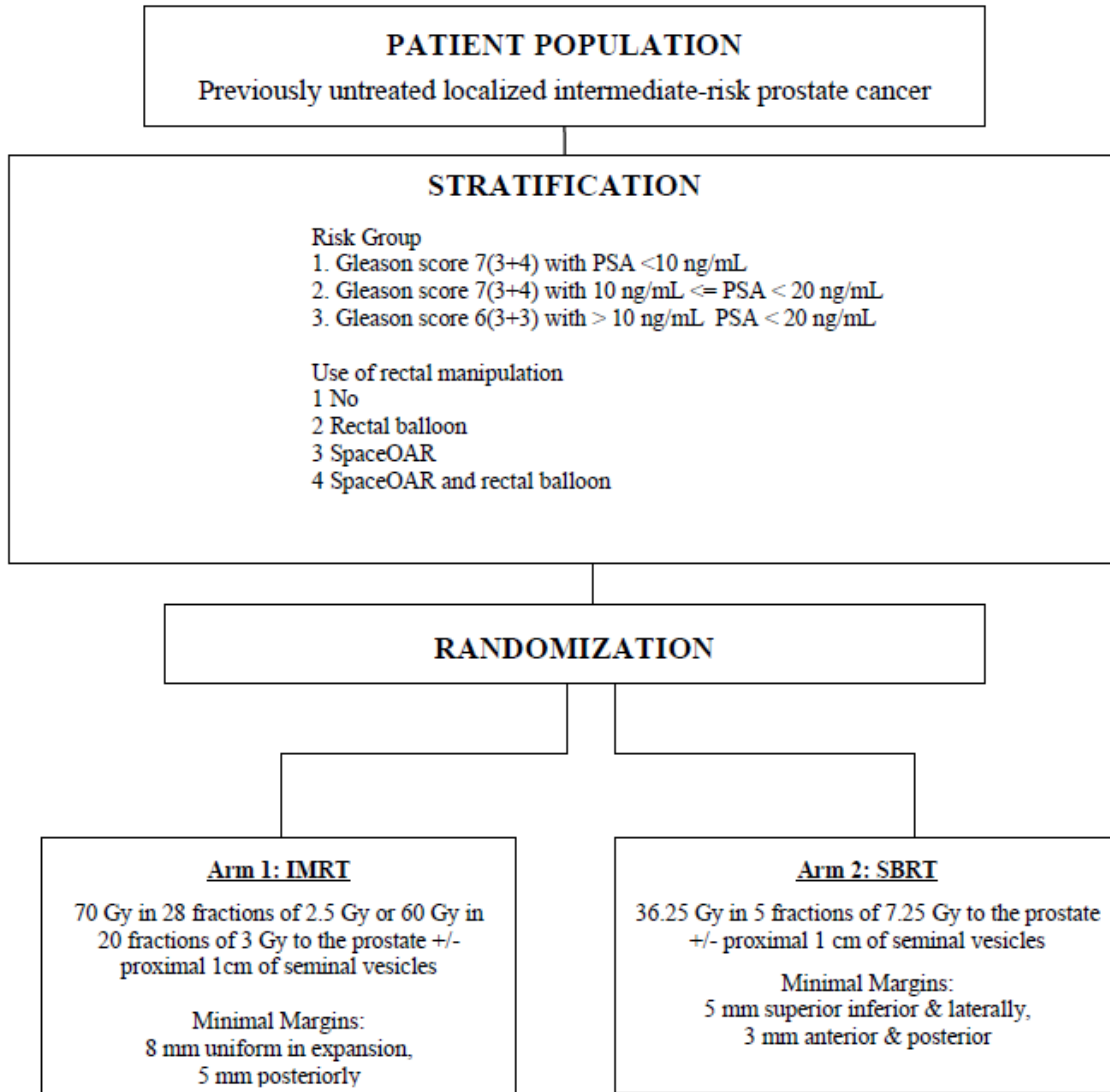 PATIENT POPULATION
Previously untreated localized intermediate-risk prostate cancer
STRATIFICATION
Risk Group
1. Gleason score 7(3+4) with PSA <10 ng/mL
2. Gleason score 7(3+4) with 10 ng/mL <= PSA < 20 ng/mL
3. Gleason score 6(3+3) with > 10 ng/mL  PSA < 20 ng/mL
Use of rectal manipulation
1 No
2 Rectal balloon
3 SpaceOAR
4 SpaceOAR and rectal balloon
RANDOMIZATION
Arm 1: IMRT
70 Gy in 28 fractions of 2.5 Gy or 60 Gy in
20 fractions of 3 Gy to the prostate +/-
proximal 1cm of seminal vesicles
Minimal Margins:
8 mm uniform in expansion,
5 mm posteriorly
Arm 2: SBRT
36.25 Gy in 5 fractions of 7.25 Gy to the prostate
+/- proximal 1 cm of seminal vesicles
Minimal Margins:
5 mm superior inferior & laterally,
3 mm anterior & posterior